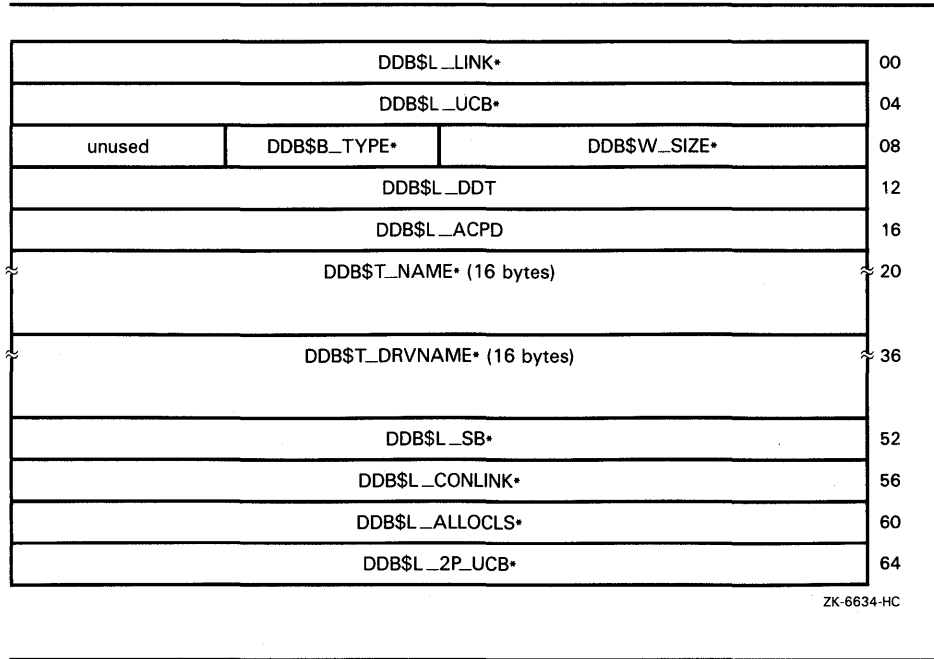 DDB$L_LINK* 00
DDB$L_UCB* 04
unused DDB$B_TYPE* DDB$W_SIZE* 08
DDB$L_DDT 12
DDB$L_ACPD 16
DDB$T_NAME* (16 bytes) 20
DDB$T_DRVNAME* (16 bytes) 36
DDB$L_SB* 52
DDB$L_CONLINK* 56
DDB$L_ALLOCLS* 60
DDB$L_2P_UCB* 64
ZK-6634-HC